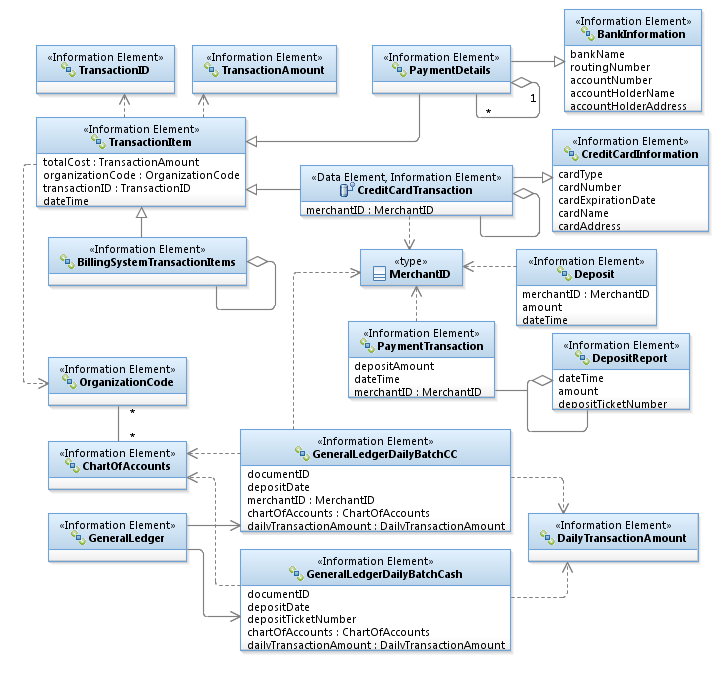 «Information Element»
BankInformation
bankName
routingNumber
accountNumber
accountHolderName
accountHolderAddress
«Information Element»
TransactionID
«Information Element»
TransactionAmount
«Information Element»
PaymentDetails
1
*
«Information Element»
TransactionItem
totalCost : TransactionAmount
organizationCode : OrganizationCode
transactionID : TransactionID
dateTime
«Information Element»
CreditCardInformation
cardType
cardNumber
cardExpirationDate
cardName
cardAddress
«Data Element, Information Element»
CreditCardTransaction
merchantID : MerchantID
«Information Element»
BillingSystemTransactionItems
«type»
MerchantID
«Information Element»
Deposit
merchantID : MerchantID
amount
dateTime
«Information Element»
PaymentTransaction
depositAmount
dateTime
merchantID : MerchantID
«Information Element»
DepositReport
dateTime
amount
depositTicketNumber
«Information Element»
OrganizationCode
*
*
«Information Element»
ChartOfAccounts
«Information Element»
GeneralLedgerDailyBatchCC
documentID
depositDate
merchantID : MerchantID
chartOfAccounts : ChartOfAccounts
dailyTransactionAmount : DailyTransactionAmount
«Information Element»
GeneralLedger
«Information Element»
DailyTransactionAmount
«Information Element»
GeneralLedgerDailyBatchCash
documentID
depositDate
depositTicketNumber
chartOfAccounts : ChartOfAccounts
dailyTransactionAmount : DailyTransactionAmount